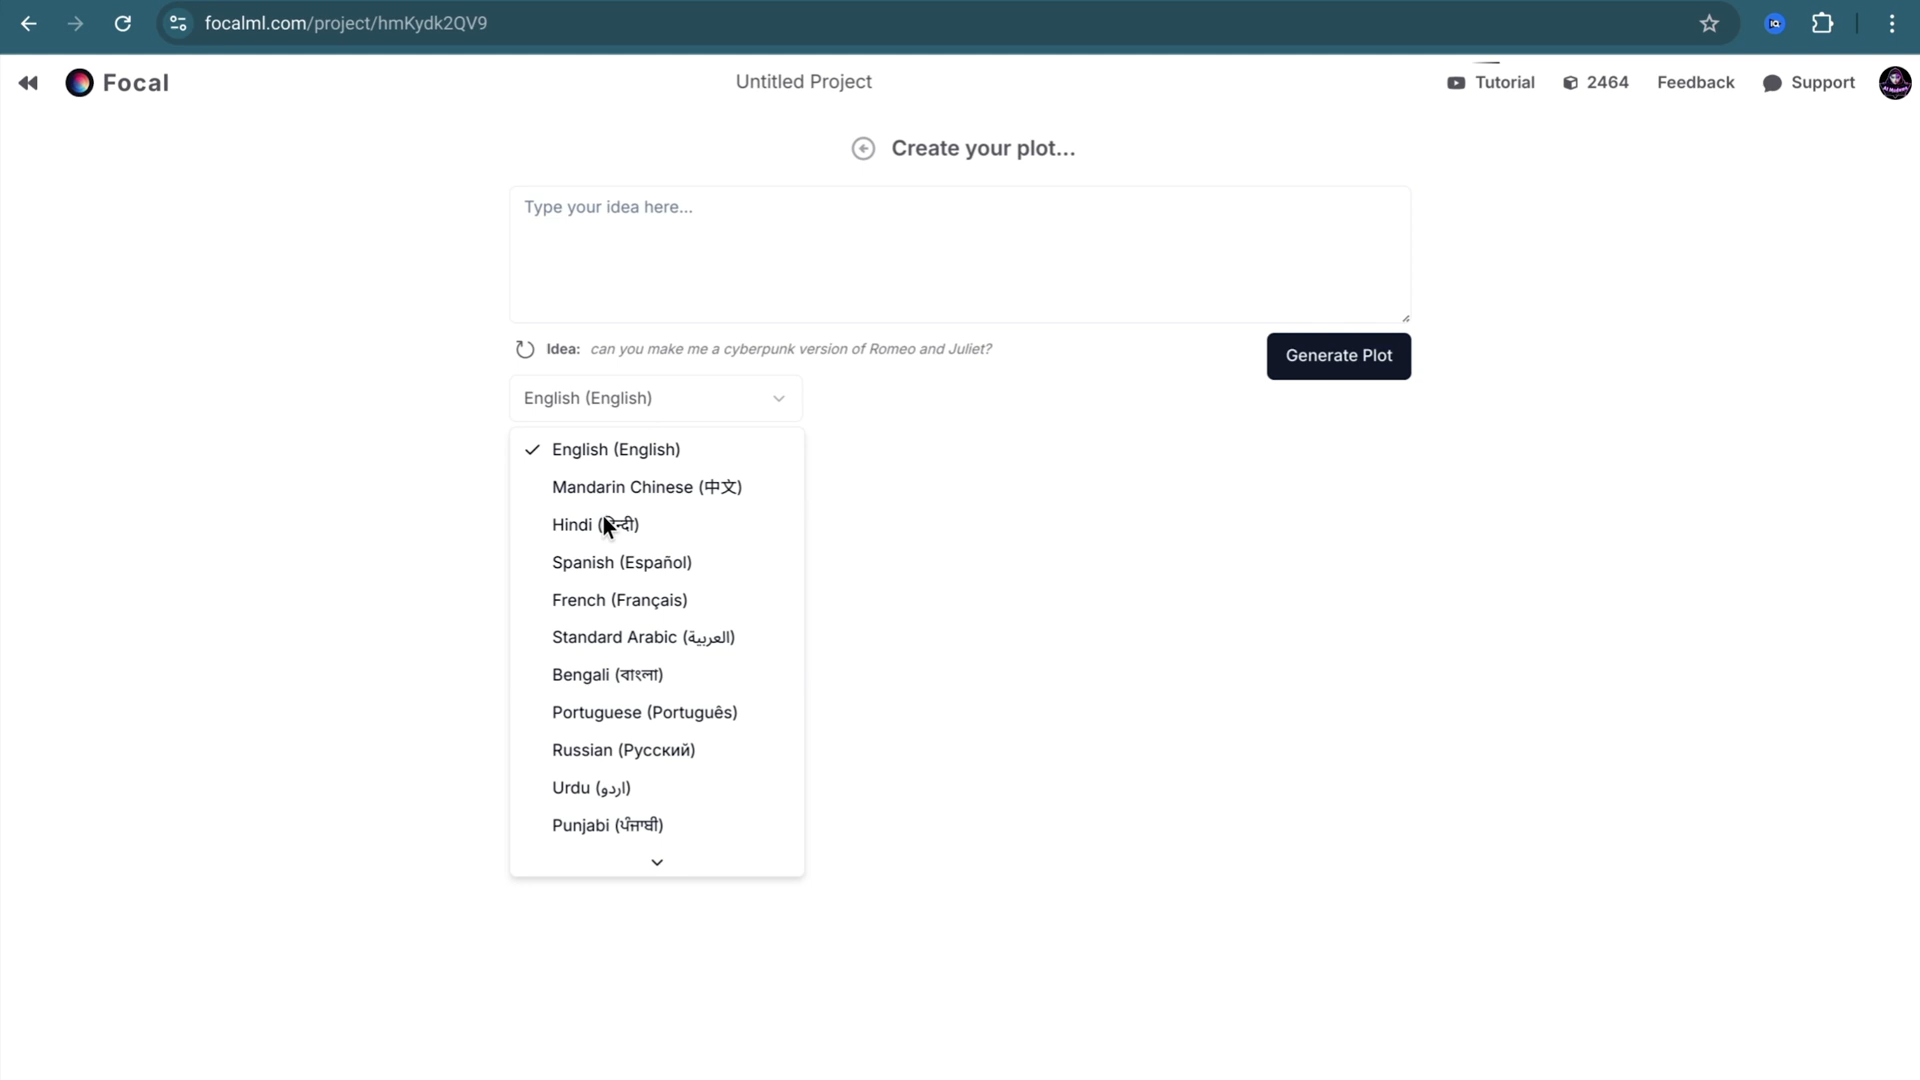 focalml.com/project/hmKydk2QV9
Focal
Untitled Project
Tutorial
2464
Feedback
Support
Create your plot...
Type your idea here...
Idea: can you make me a cyberpunk version of Romeo and Juliet?
Generate Plot
English (English)
English (English)
Mandarin Chinese (中文)
Hindi (हिन्दी)
Spanish (Español)
French (Français)
Standard Arabic (العربية)
Bengali (বাংলা)
Portuguese (Português)
Russian (Русский)
Urdu (اردو)
Punjabi (ਪੰਜਾਬੀ)